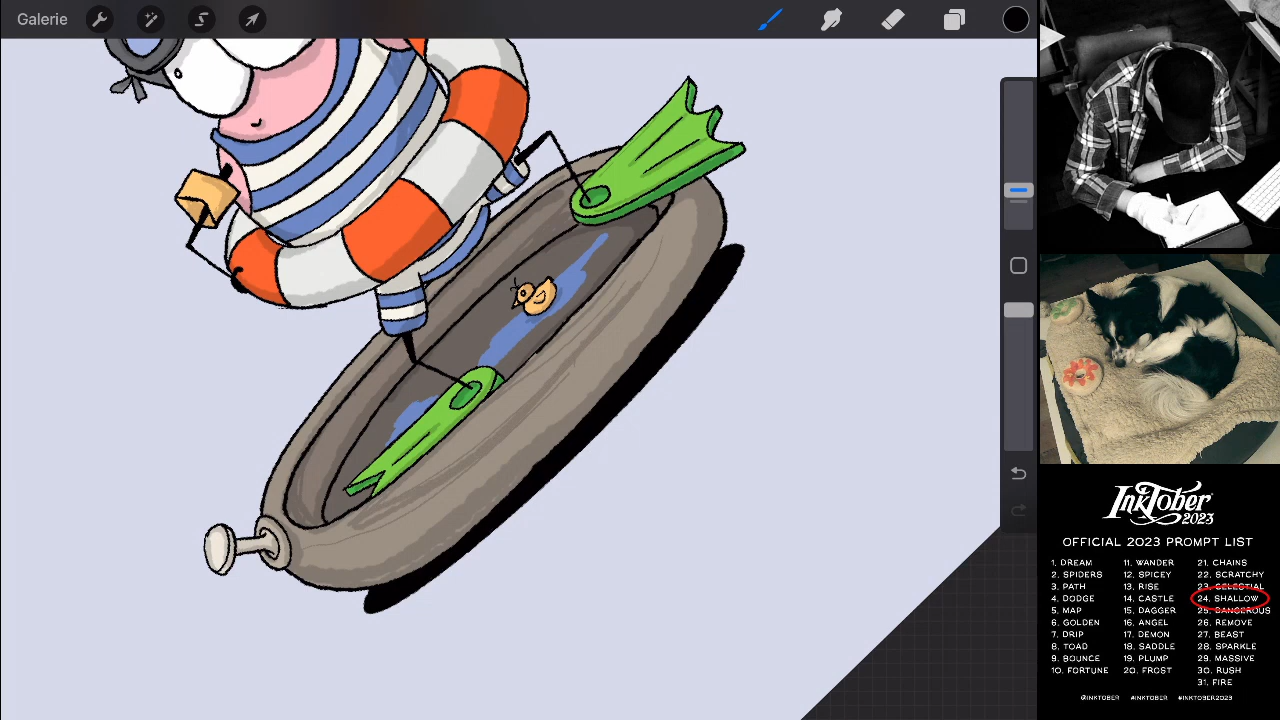 Galerie
InkTober
2023
OFFICIAL 2023 PROMPT LIST
1. DREAM
2. SPIDERS
3. PATH
4. DODGE
5. MAP
6. GOLDEN
7. DRIP
8. TOAD
9. BOUNCE
10. FORTUNE
11. WANDER
12. SPICEY
13. RISE
14. CASTLE
15. DAGGER
16. ANGEL
17. DEMON
18. SADDLE
19. PLUMP
20. FROST
21. CHAINS
22. SCRATCHY
23. CELESTIAL
24. SHALLOW
25. DANGEROUS
26. REMOVE
27. BEAST
28. SPARKLE
29. MASSIVE
30. RUSH
31. FIRE
@INKTOBER #INKTOBER #INKTOBER2023